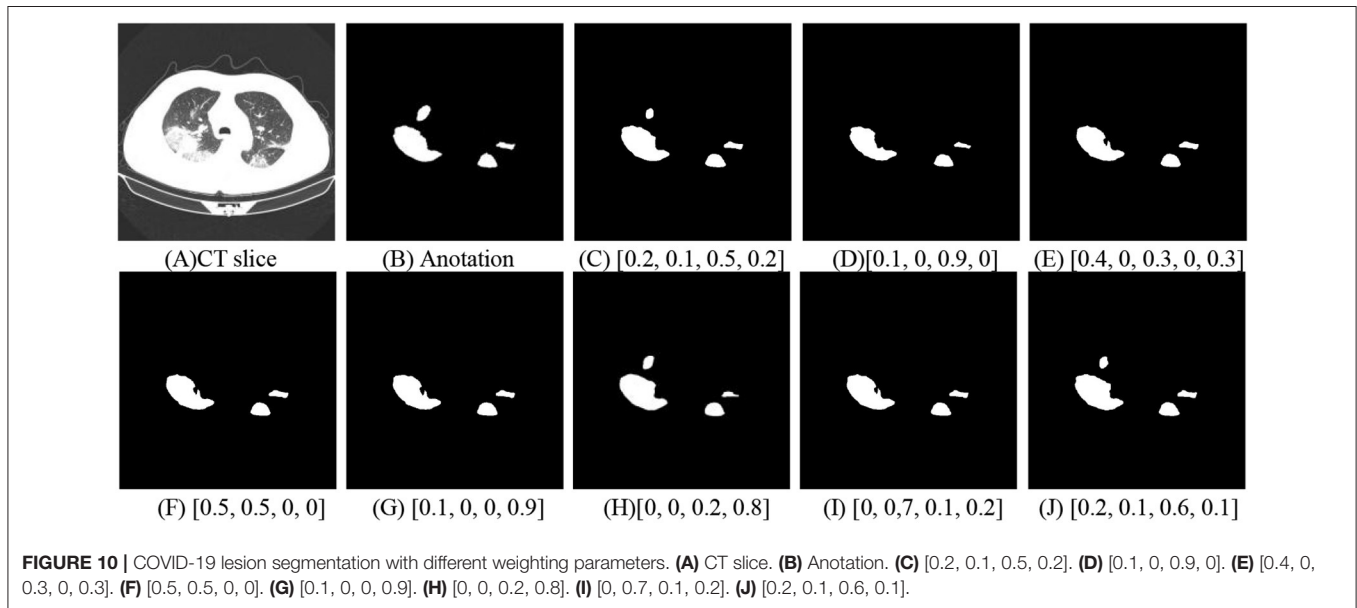 (A)CT slice
(B) Anotation
(C) [0.2, 0.1, 0.5, 0.2]
(D)[0.1, 0, 0.9, 0]
(E) [0.4, 0, 0.3, 0, 0.3]
(F) [0.5, 0.5, 0, 0]
(G) [0.1, 0, 0, 0.9]
(H)[0, 0, 0.2, 0.8]
(I) [0, 0,7, 0.1, 0.2]
(J) [0.2, 0.1, 0.6, 0.1]
FIGURE 10 | COVID-19 lesion segmentation with different weighting parameters. (A) CT slice. (B) Anotation. (C) [0.2, 0.1, 0.5, 0.2]. (D) [0.1, 0, 0.9, 0]. (E) [0.4, 0,
0.3, 0, 0.3]. (F) [0.5, 0.5, 0, 0]. (G) [0.1, 0, 0, 0.9]. (H) [0, 0, 0.2, 0.8]. (I) [0, 0.7, 0.1, 0.2]. (J) [0.2, 0.1, 0.6, 0.1].